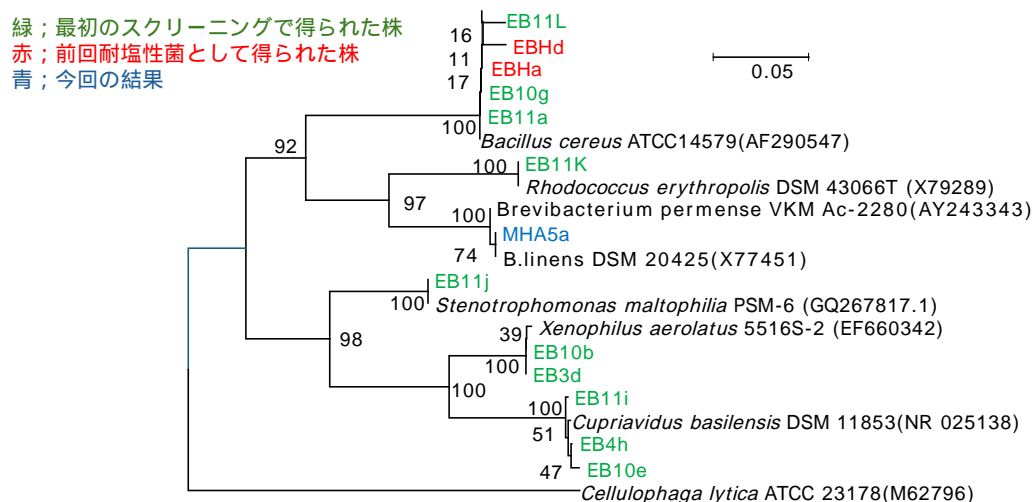 緑；最初のスクリーニングで得られた株
赤；前回耐塩性菌として得られた株
青；今回の結果
0.05
EB11L
16
EBHd
11
EBHa
17
EB10g
EB11a
100
Bacillus cereus ATCC14579(AF290547)
92
EB11K
100
Rhodococcus erythropolis DSM 43066T (X79289)
97
Brevibacterium permense VKM Ac-2280(AY243343)
100
MHA5a
74
B.linens DSM 20425(X77451)
EB11j
100
Stenotrophomonas maltophilia PSM-6 (GQ267817.1)
98
Xenophilus aerolatus 5516S-2 (EF660342)
39
EB10b
100
EB3d
100
EB11i
100
Cupriavidus basilensis DSM 11853(NR 025138)
51
EB4h
47
EB10e
Cellulophaga lytica ATCC 23178(M62796)